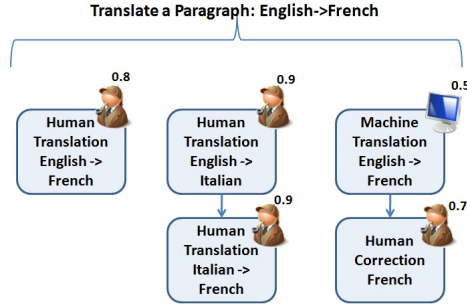 Translate a Paragraph: English->French
0.8
0.9
0.5
Human
Translation
English ->
French
Human
Translation
English ->
Italian
Machine
Translation
English ->
French
0.9
0.7
Human
Translation
Italian ->
French
Human
Correction
French